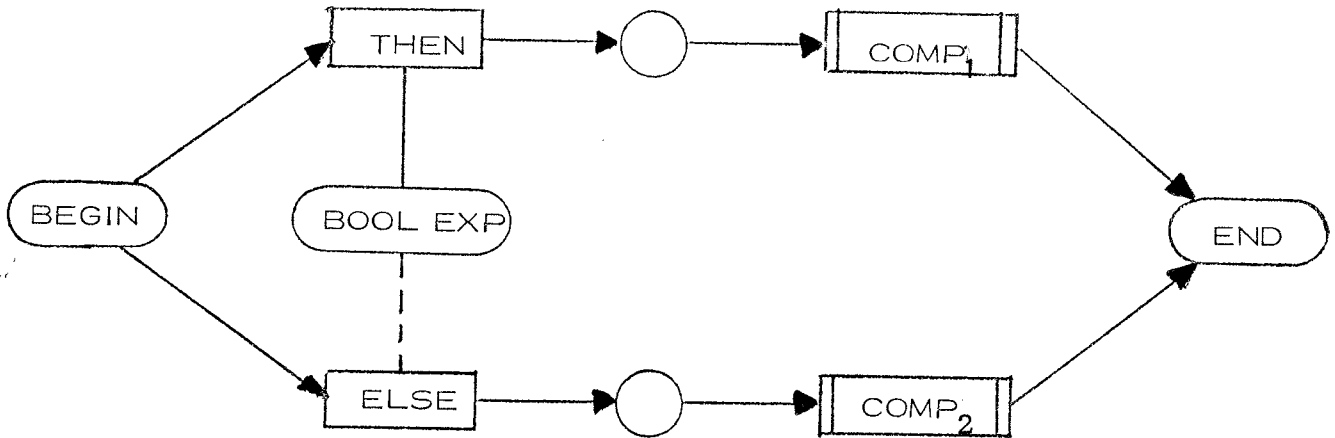 THEN
COMP1
BEGIN
BOOL EXP
END
ELSE
COMP2